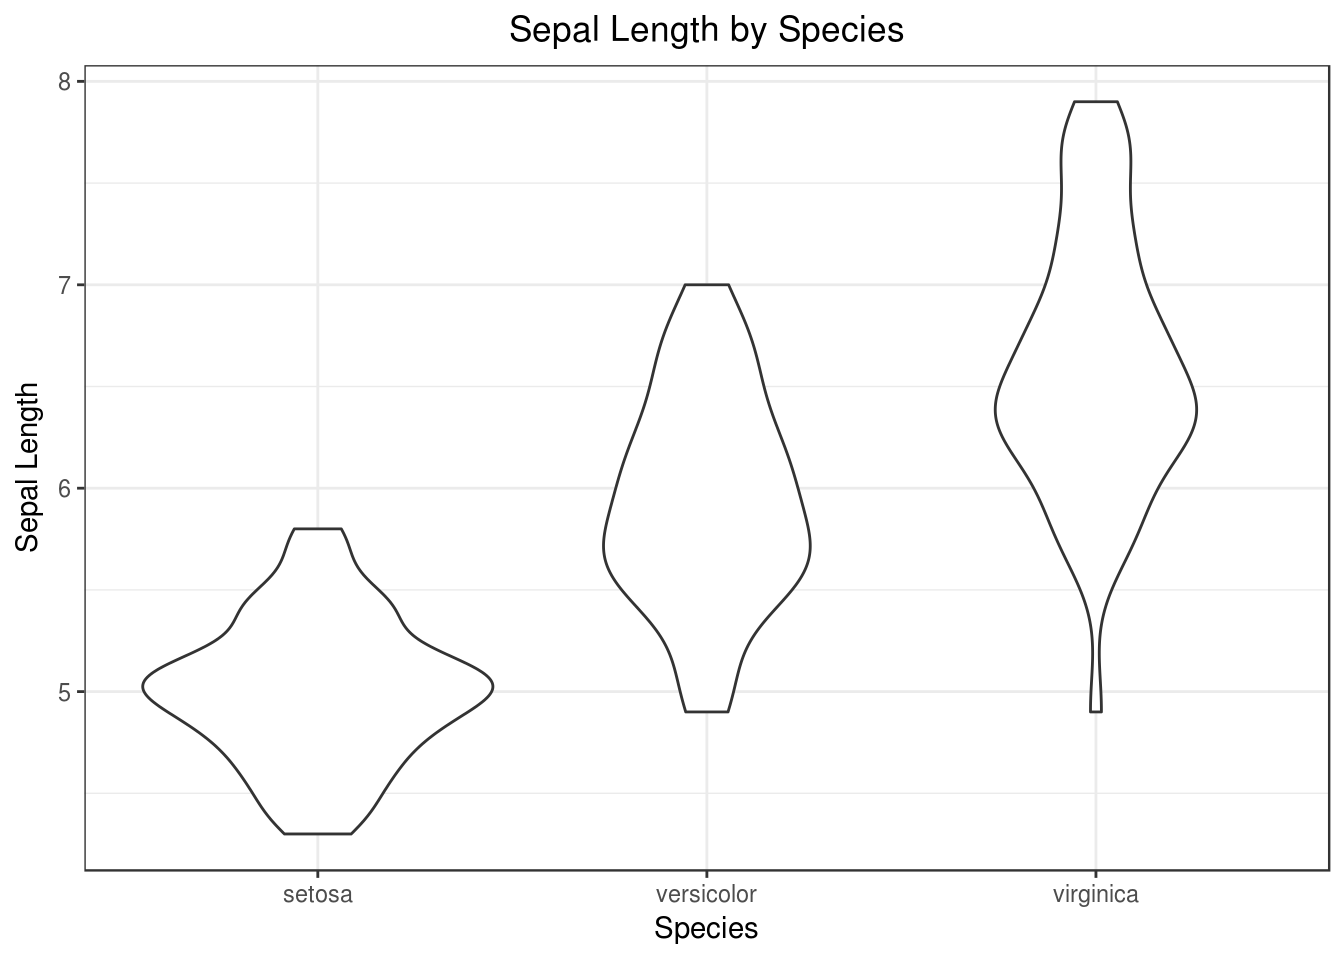 Sepal Length by Species
8
7
6
5
Sepal Length
setosa versicolor virginica
Species